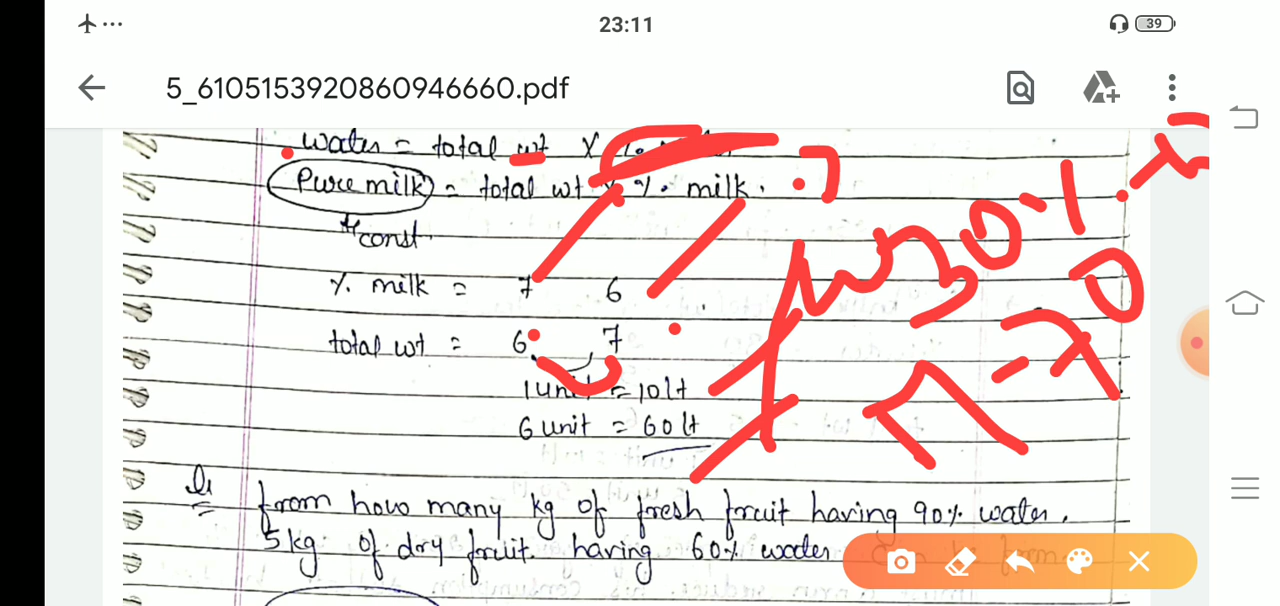 23:11
39
5_6105153920860946660.pdf
water = total wt X
Pure milk = total wt x %. milk.
const.
%. milk = 7 6
total wt = 6 7
1 unit = 10 lt
6 unit = 60 lt
from how many kg of fresh fruit having 90% water.
5 kg of dry fruit having 60% water